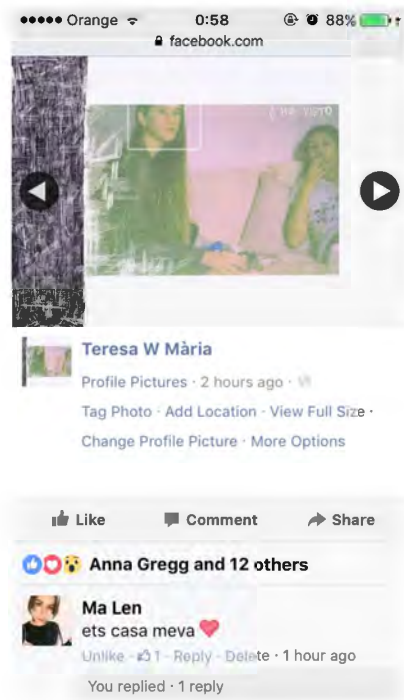 Orange 0:58 88%
facebook.com
Teresa W Mària
Profile Pictures · 2 hours ago ·
Tag Photo · Add Location · View Full Size ·
Change Profile Picture · More Options
Like Comment Share
Anna Gregg and 12 others
Ma Len
ets casa meva ❤
Unlike · 1 · Reply · Delete · 1 hour ago
You replied · 1 reply